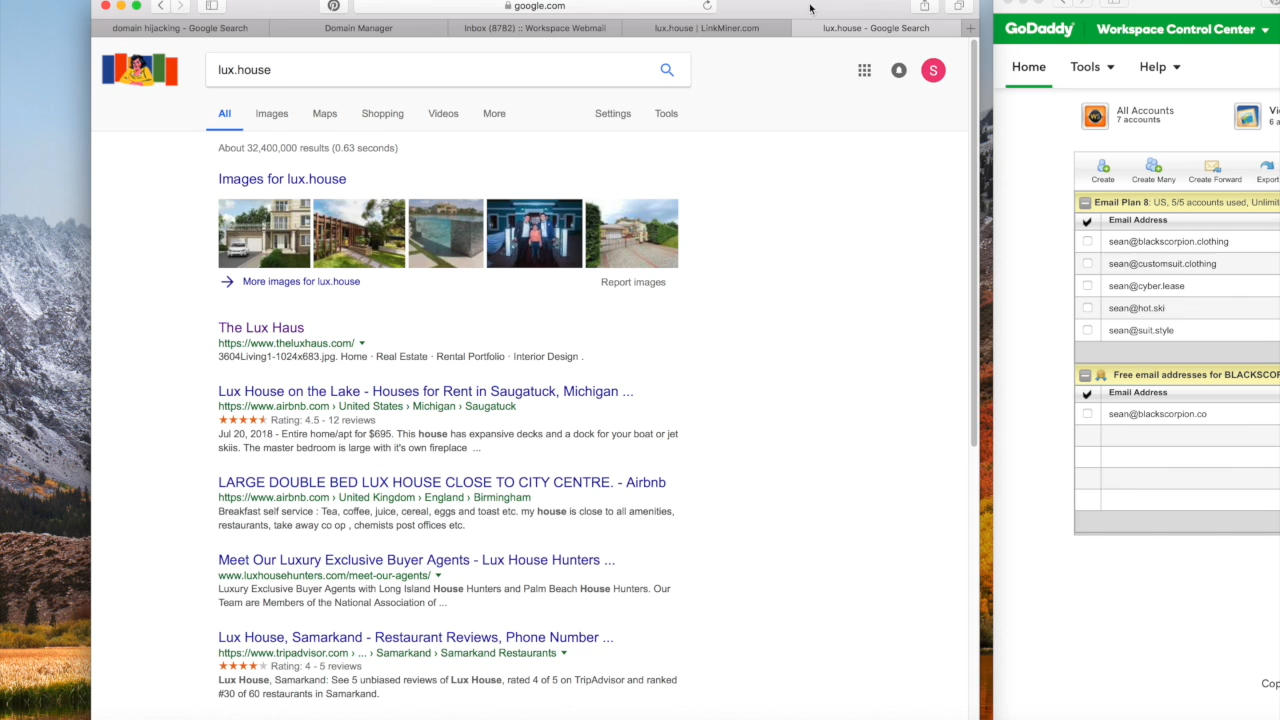 google.com
domain hijacking - Google Search
Domain Manager
Inbox (8782) :: Workspace Webmail
lux.house | LinkMiner.com
lux.house - Google Search
lux.house
S
All Images Maps Shopping Videos More Settings Tools
About 32,400,000 results (0.63 seconds)
Images for lux.house
More images for lux.house
Report images
The Lux Haus
https://www.theluxhaus.com/
3604Living1-1024x683.jpg. Home · Real Estate · Rental Portfolio · Interior Design .
Lux House on the Lake - Houses for Rent in Saugatuck, Michigan ...
https://www.airbnb.com › United States › Michigan › Saugatuck
Rating: 4.5 - 12 reviews
Jul 20, 2018 - Entire home/apt for $695. This house has expansive decks and a dock for your boat or jet
skiis. The master bedroom is large with it's own fireplace ...
LARGE DOUBLE BED LUX HOUSE CLOSE TO CITY CENTRE. - Airbnb
https://www.airbnb.com › United Kingdom › England › Birmingham
Breakfast self service : Tea, coffee, juice, cereal, eggs and toast etc. my house is close to all amenities,
restaurants, take away co op , chemists post offices etc.
Meet Our Luxury Exclusive Buyer Agents - Lux House Hunters ...
www.luxhousehunters.com/meet-our-agents/
Luxury Exclusive Buyer Agents with Long Island House Hunters and Palm Beach House Hunters. Our
Team are Members of the National Association of ...
Lux House, Samarkand - Restaurant Reviews, Phone Number ...
https://www.tripadvisor.com › ... › Samarkand › Samarkand Restaurants
Rating: 4 - 5 reviews
Lux House, Samarkand: See 5 unbiased reviews of Lux House, rated 4 of 5 on TripAdvisor and ranked
#30 of 60 restaurants in Samarkand.
GoDaddy Workspace Control Center
Home Tools Help
All Accounts
7 accounts
Vi
6 a
Create Create Many Create Forward Export
Email Plan 8: US, 5/5 accounts used, Unlimit
Email Address
sean@blackscorpion.clothing
sean@customsuit.clothing
sean@cyber.lease
sean@hot.ski
sean@suit.style
Free email addresses for BLACKSCOR
Email Address
sean@blackscorpion.co
Cop